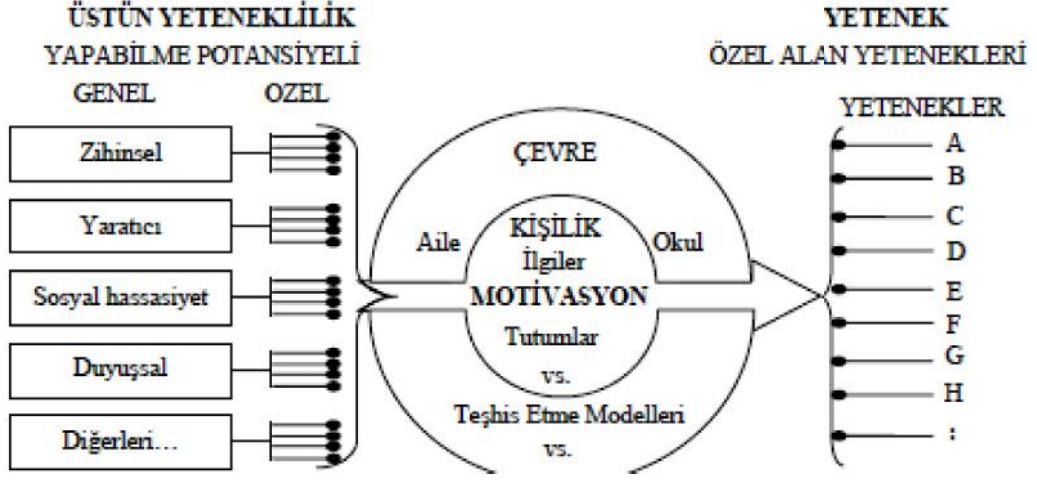 ÜSTÜN YETENEKLİLİK
YAPABİLME POTANSİYELİ
GENEL
OZEL
Zihinsel
Yaratıcı
Sosyal hassasiyet
Duyuşsal
Diğerleri…
ÇEVRE
Aile
Okul
KİŞİLİK
İlgiler
MOTİVASYON
Tutumlar
vs.
Teşhis Etme Modelleri
vs.
YETENEK
ÖZEL ALAN YETENEKLERİ
YETENEKLER
A
B
C
D
E
F
G
H
: